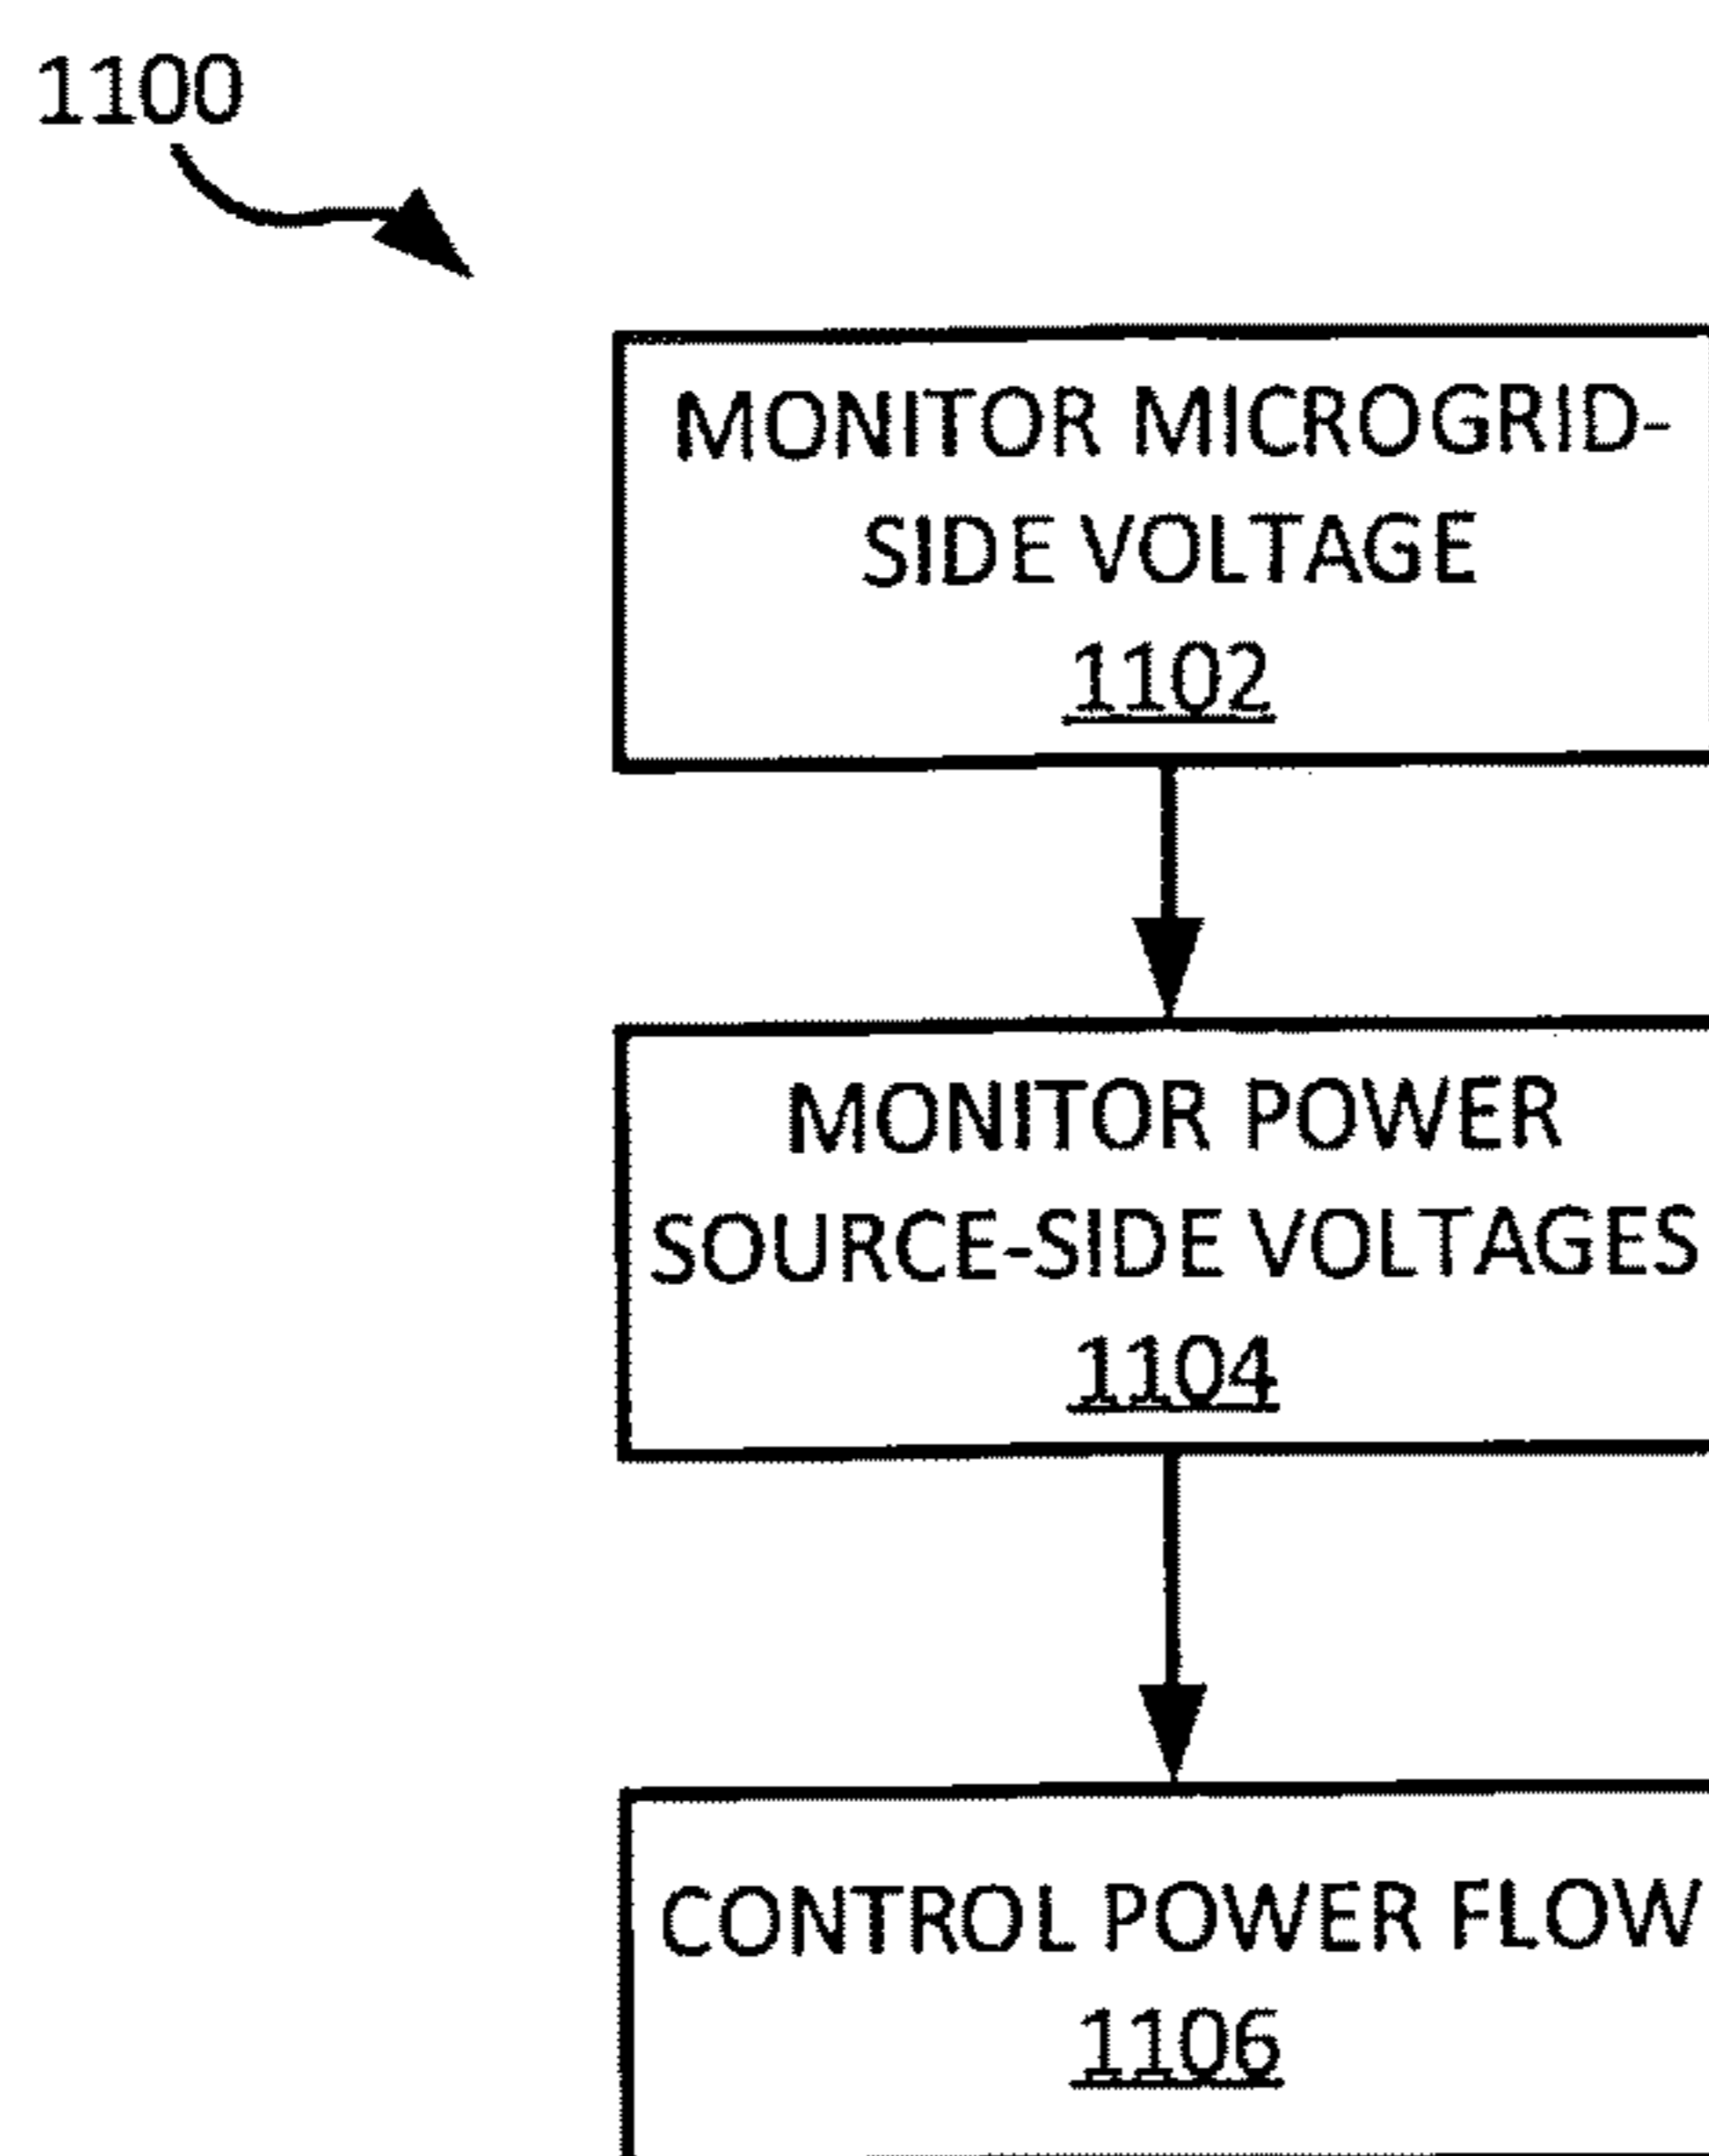 1100
MONITOR MICROGRID-
SIDE VOLTAGE
1102
MONITOR POWER
SOURCE-SIDE VOLTAGES
1104
CONTROL POWER FLOW
1106